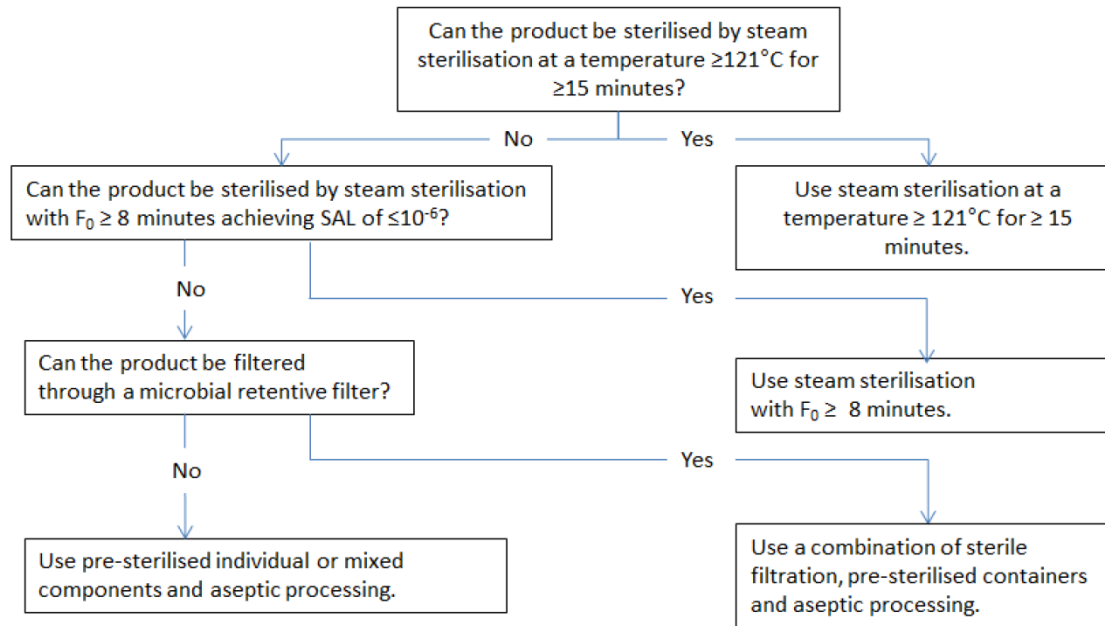 Can the product be sterilised by steam
sterilisation at a temperature ≥121°C for
≥15 minutes?
No
Yes
Can the product be sterilised by steam sterilisation
with F₀ ≥ 8 minutes achieving SAL of ≤10⁻⁶?
Use steam sterilisation at a
temperature ≥ 121°C for ≥ 15
minutes.
No
Yes
Can the product be filtered
through a microbial retentive filter?
Use steam sterilisation
with F₀ ≥ 8 minutes.
No
Yes
Use pre-sterilised individual or mixed
components and aseptic processing.
Use a combination of sterile
filtration, pre-sterilised containers
and aseptic processing.